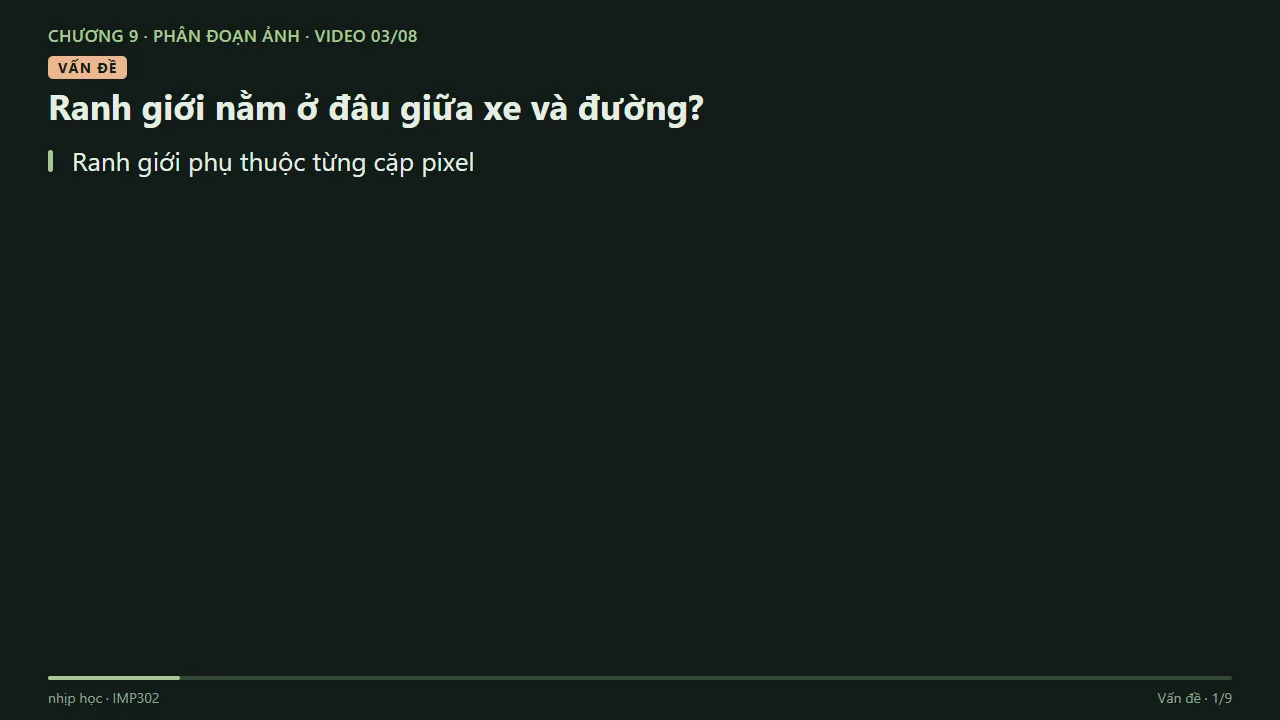 CHƯƠNG 9 · PHÂN ĐOẠN ẢNH · VIDEO 03/08
VẤN ĐỀ
Ranh giới nằm ở đâu giữa xe và đường?
Ranh giới phụ thuộc từng cặp pixel
nhịp học · IMP302
Vấn đề · 1/9